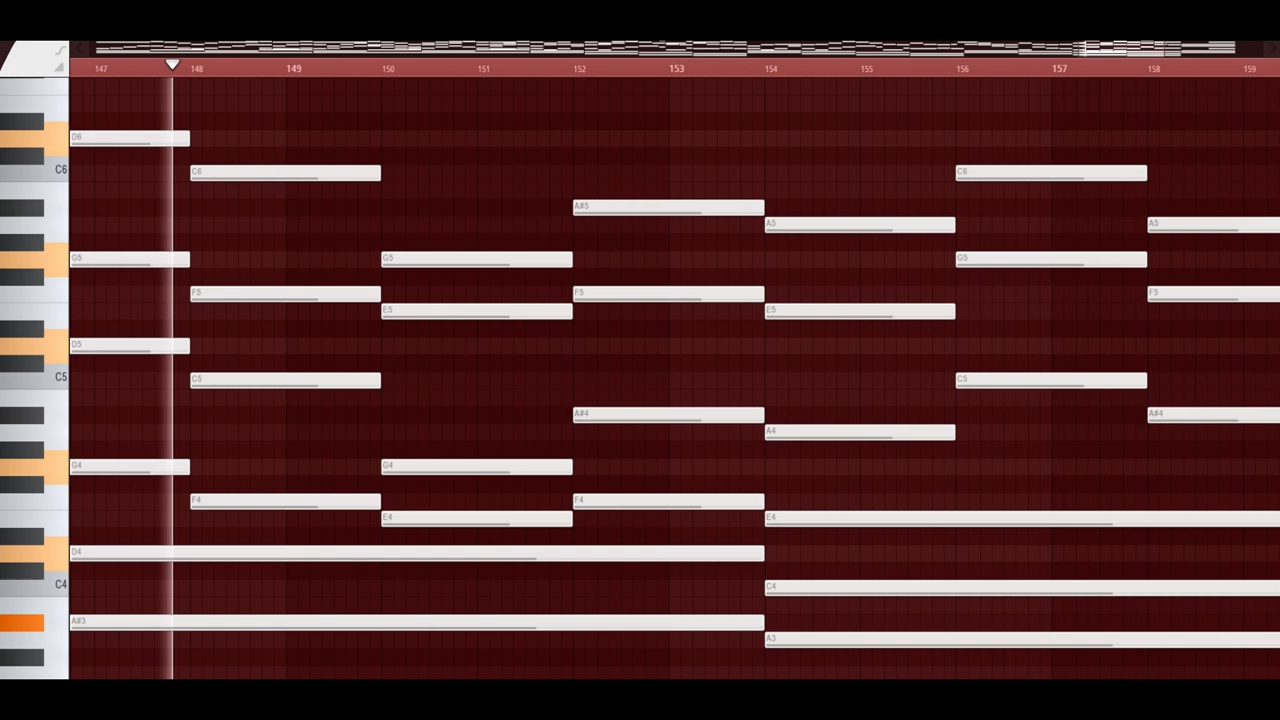 147 148 149 150 151 152 153 154 155 156 157 158 159
D6
C6 C6 C6
A#5
A5 A5
G5 G5 G5
F5 F5 F5
E5 E5
D5
C5 C5 C5
A#4 A#4
A4
G4 G4
F4 F4
E4 E4
D4
C4 C4
A#3
A3